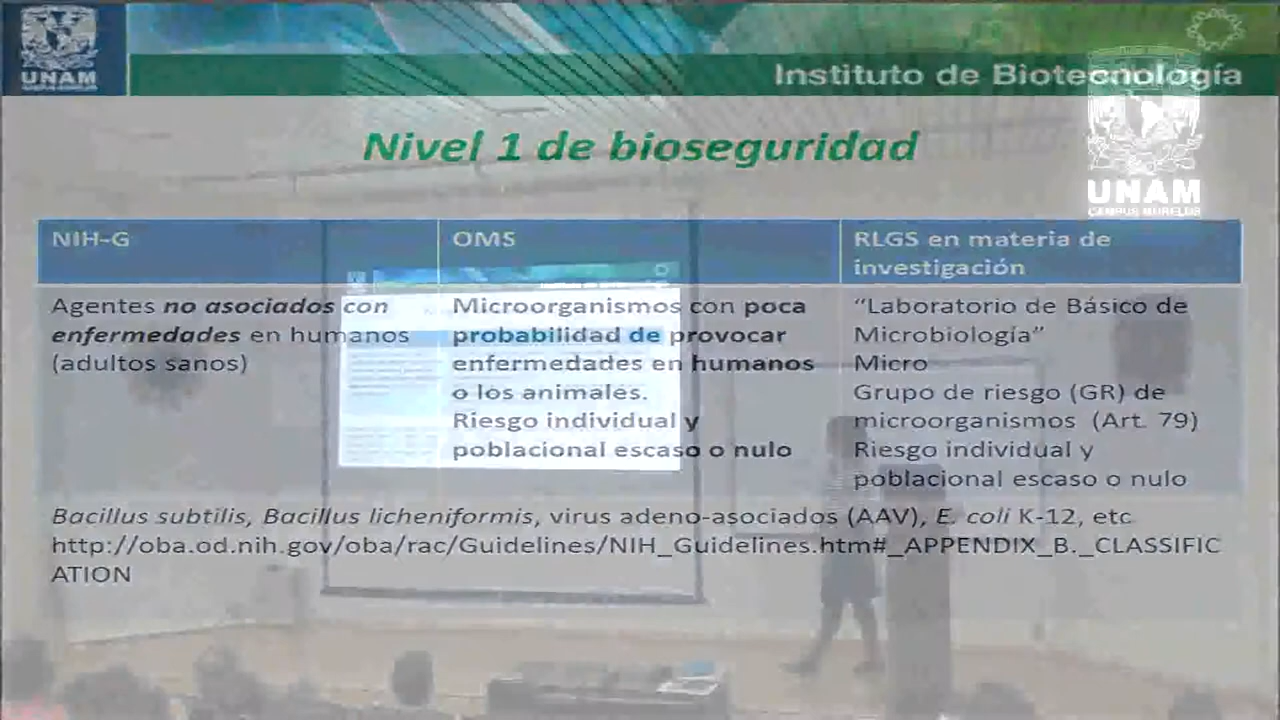 UNAM
Instituto de Biotecnología
UNAM
CAMPUS MORELOS
Nivel 1 de bioseguridad
NIH-G
OMS
RLGS en materia de
investigación
Agentes no asociados con
enfermedades en humanos
(adultos sanos)
Microorganismos con poca
probabilidad de provocar
enfermedades en humanos
o los animales.
Riesgo individual y
poblacional escaso o nulo
“Laboratorio de Básico de
Microbiología”
Micro
Grupo de riesgo (GR) de
microorganismos (Art. 79)
Riesgo individual y
poblacional escaso o nulo
Bacillus subtilis, Bacillus licheniformis, virus adeno-asociados (AAV), E. coli K-12, etc
http://oba.od.nih.gov/oba/rac/Guidelines/NIH_Guidelines.htm#_APPENDIX_B._CLASSIFIC
ATION